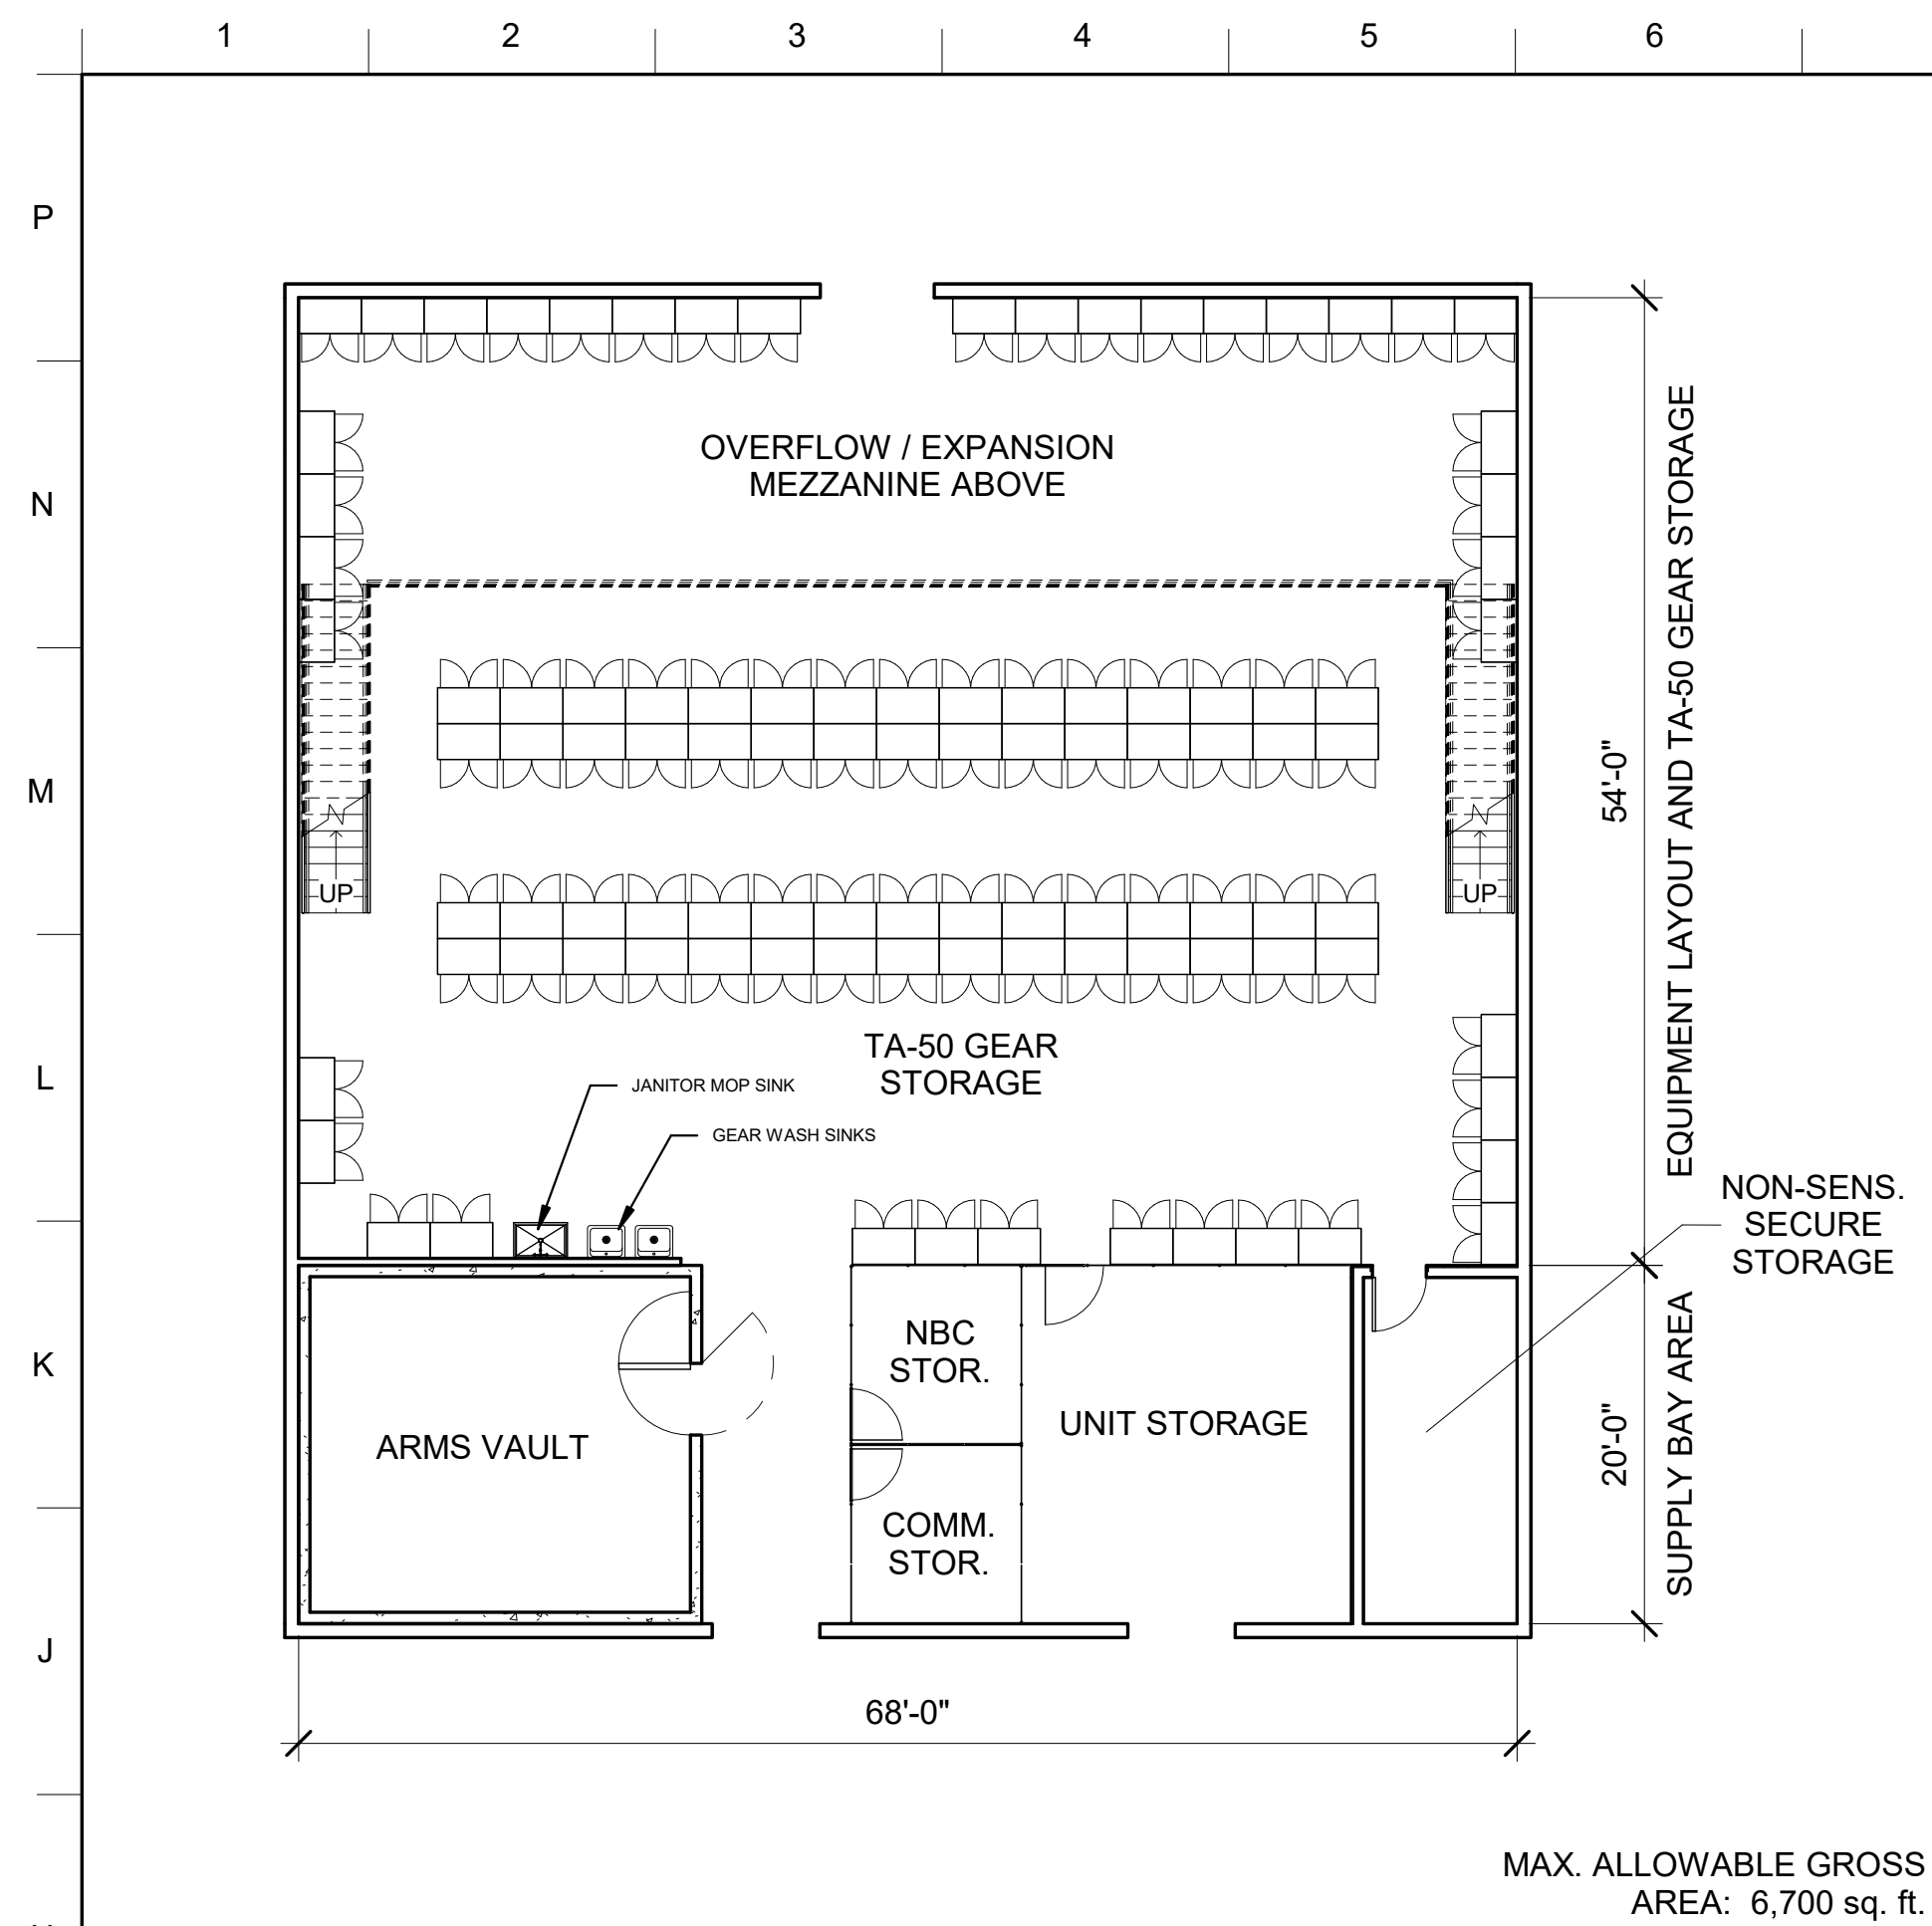 1 2 3 4 5 6
P
N
M
L
K
J
OVERFLOW / EXPANSION
MEZZANINE ABOVE
UP
UP
54'-0"
EQUIPMENT LAYOUT AND TA-50 GEAR STORAGE
TA-50 GEAR
STORAGE
JANITOR MOP SINK
GEAR WASH SINKS
NON-SENS.
SECURE
STORAGE
NBC
STOR.
UNIT STORAGE
ARMS VAULT
COMM.
STOR.
20'-0"
SUPPLY BAY AREA
68'-0"
MAX. ALLOWABLE GROSS
AREA: 6,700 sq. ft.